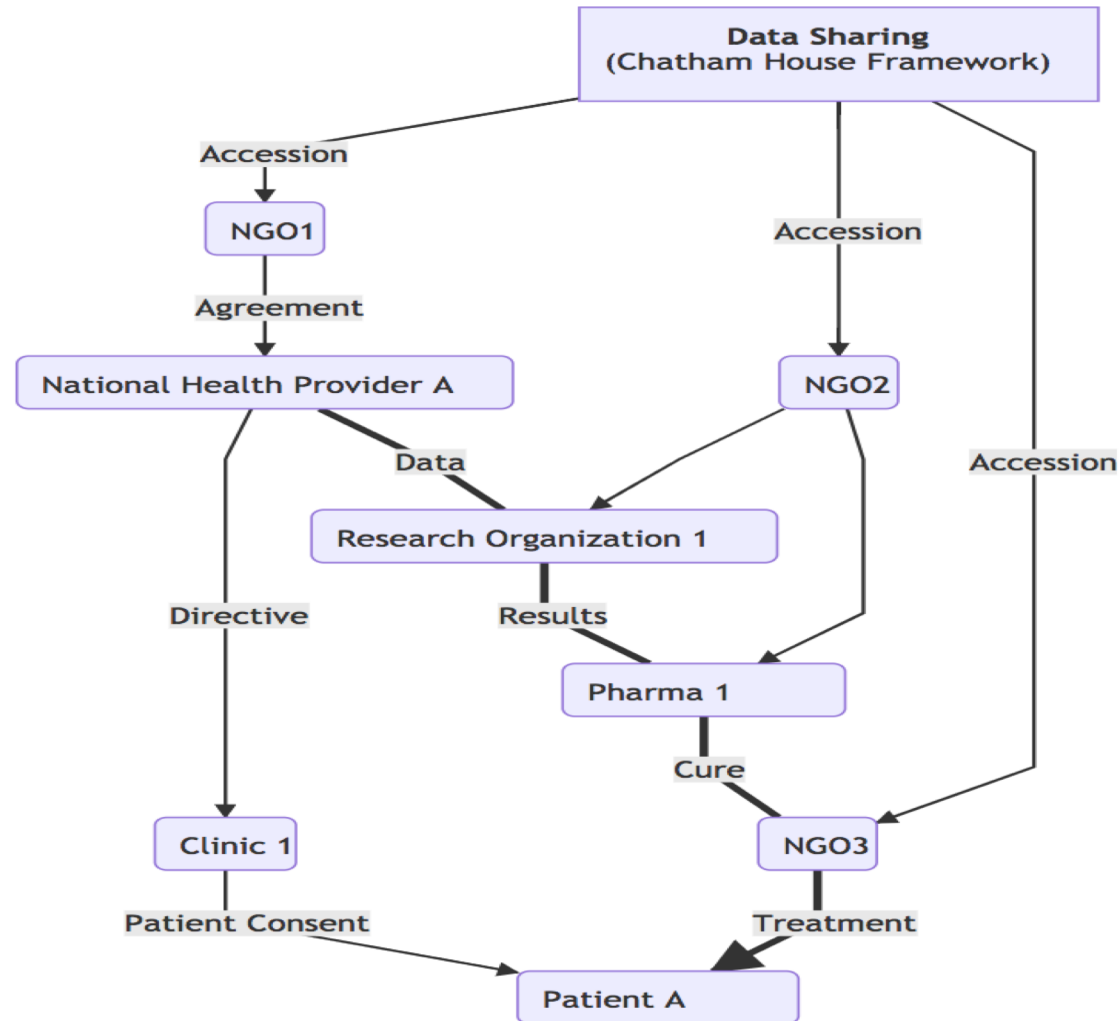 Data Sharing
(Chatham House Framework)
Accession
NGO1
Accession
Agreement
National Health Provider A
NGO2
Data
Accession
Research Organization 1
Directive
Results
Pharma 1
Cure
Clinic 1
NGO3
Patient Consent
Treatment
Patient A